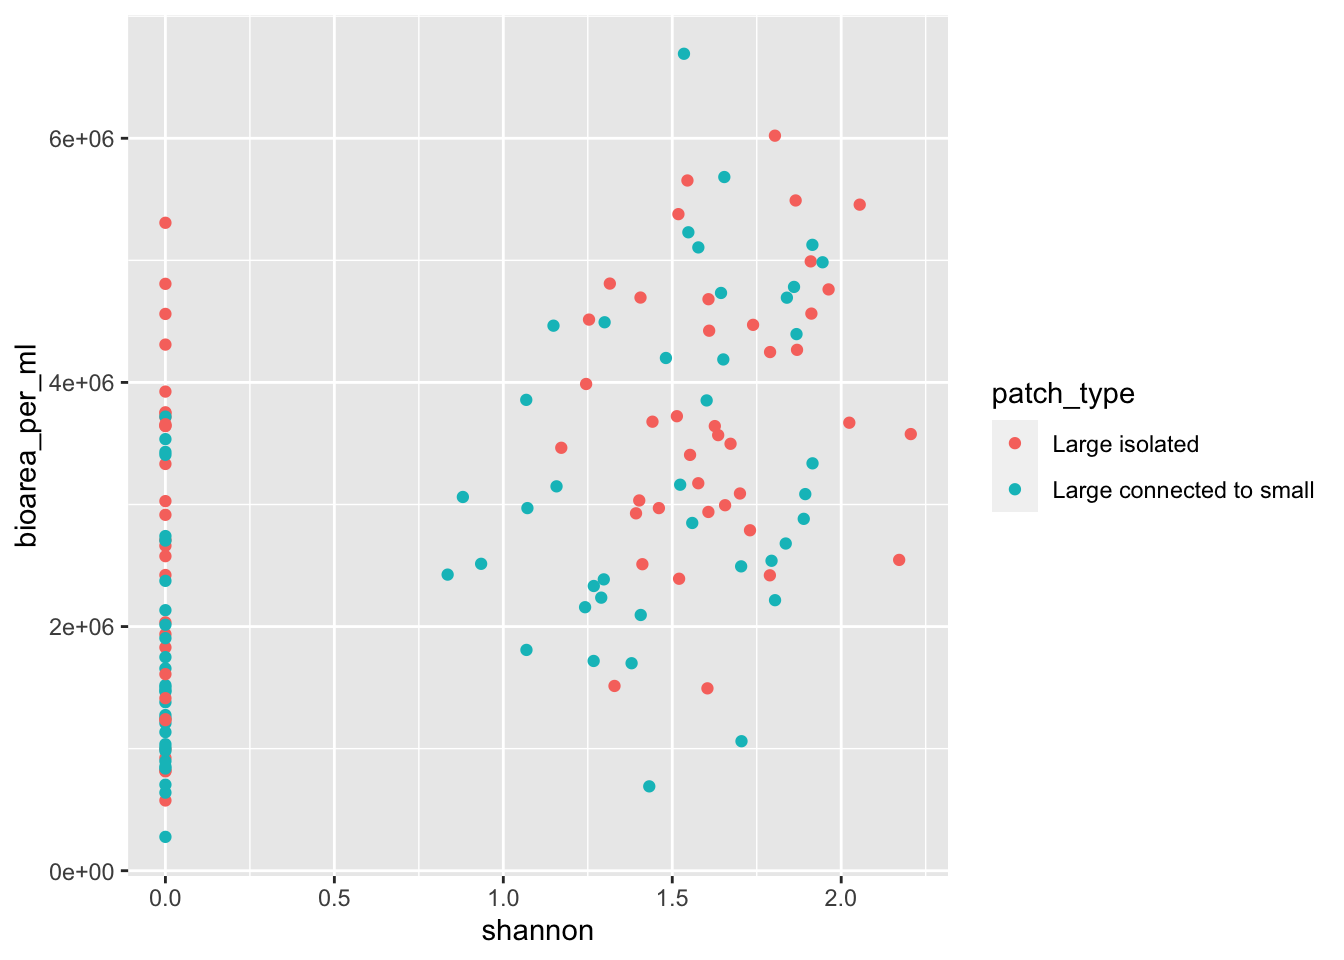 bioarea_per_ml
6e+06
4e+06
2e+06
0e+00
0.0 0.5 1.0 1.5 2.0
shannon
patch_type
Large isolated
Large connected to small